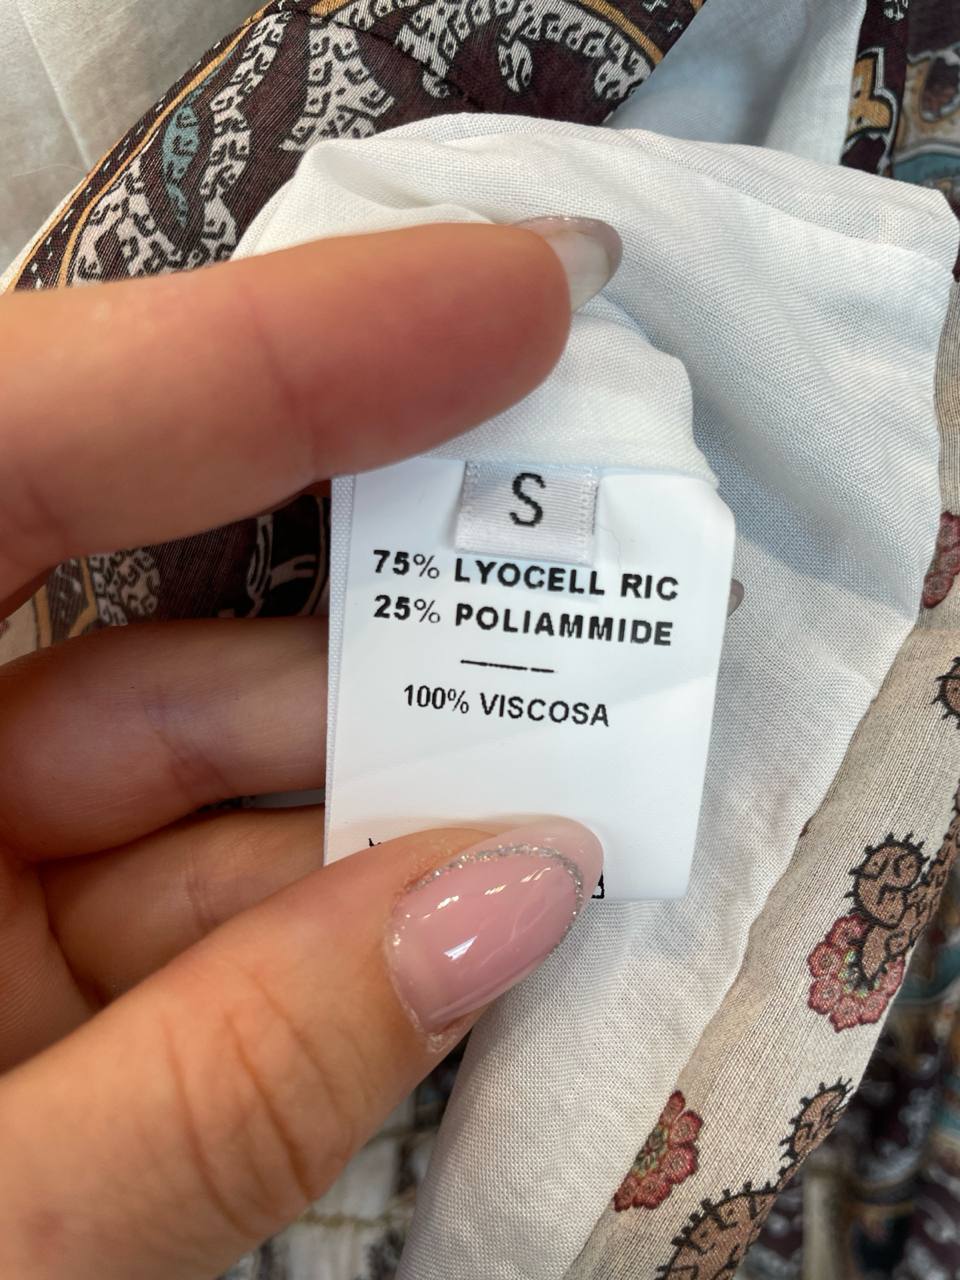 S
75% LYOCELL RIC
25% POLIAMMIDE
100% VISCOSA